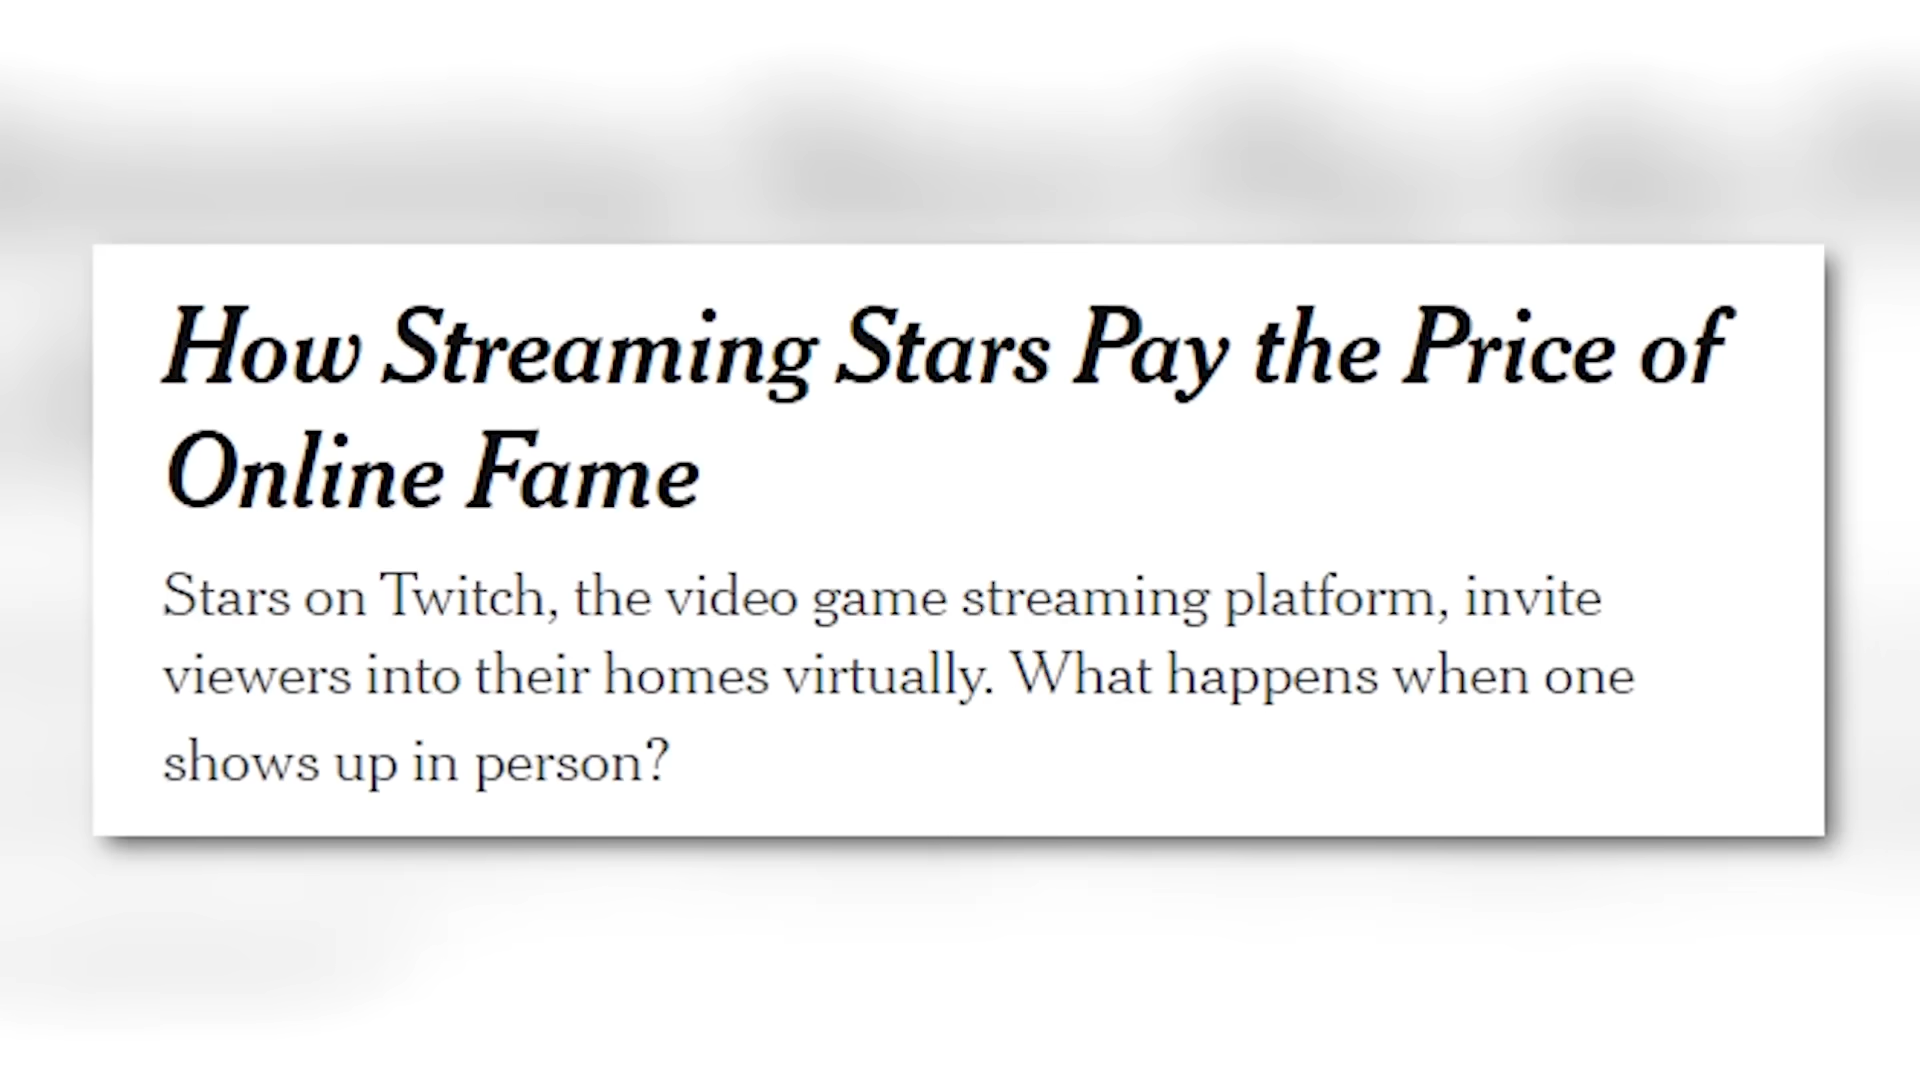 How Streaming Stars Pay the Price of
Online Fame
Stars on Twitch, the video game streaming platform, invite
viewers into their homes virtually. What happens when one
shows up in person?